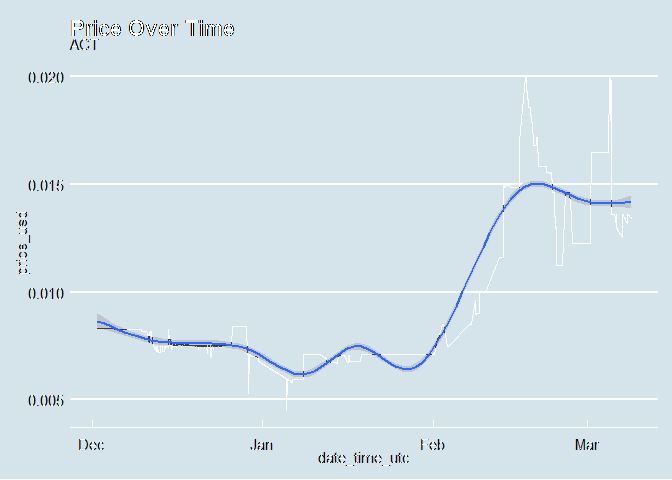 Price Over Time
ACT
0.020
0.015
0.010
0.005
price_usd
Dec
Jan
Feb
Mar
date_time_utc